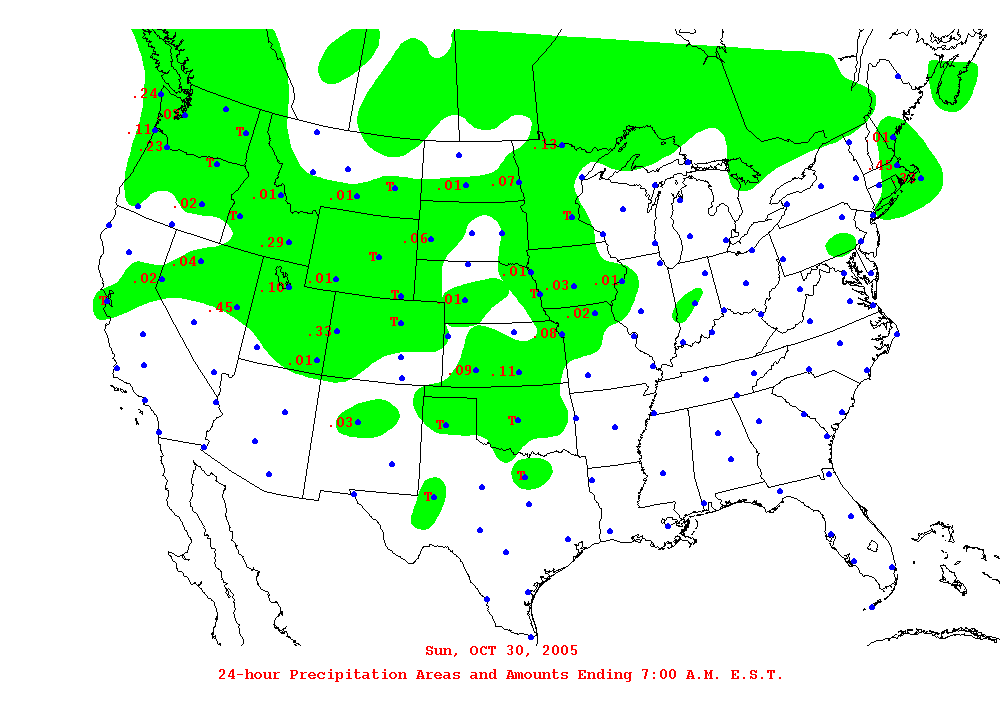 .24
.02
.11
T
.13
.01
.23
T
.45
T
.01
.07
.01
.01
.02
T
T
.06
.29
T
.04
.01
.02
.01
.03
.01
.10
T
T
T
.01
.45
.02
T
.33
.08
.01
.09
.11
.03
T
T
T
T
Sun, OCT 30, 2005
24-hour Precipitation Areas and Amounts Ending 7:00 A.M. E.S.T.